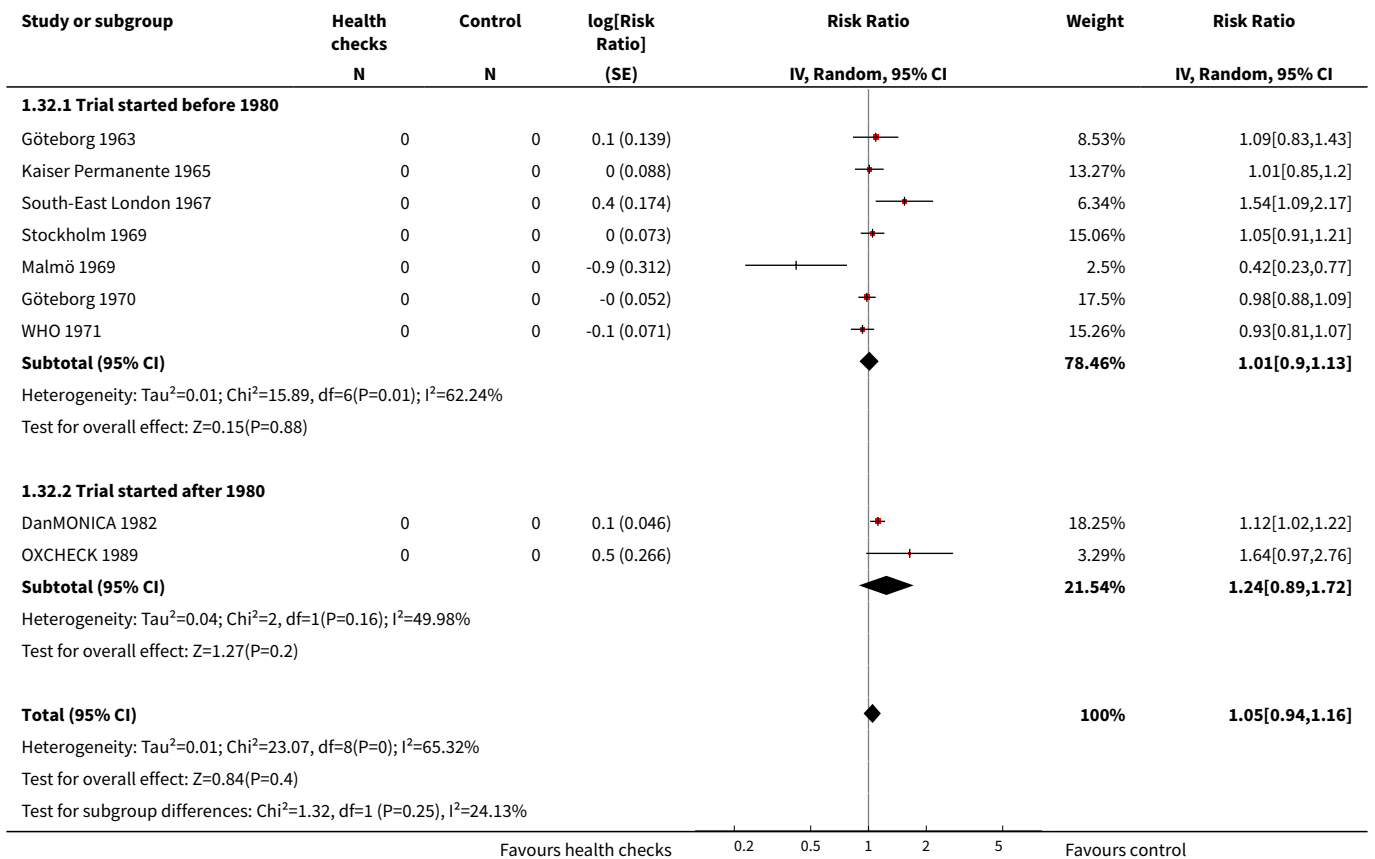 Study or subgroup Health checks Control log[Risk Ratio] Risk Ratio Weight Risk Ratio
N N (SE) IV, Random, 95% CI IV, Random, 95% CI
1.32.1 Trial started before 1980
Göteborg 1963 0 0 0.1 (0.139) 8.53% 1.09[0.83,1.43]
Kaiser Permanente 1965 0 0 0 (0.088) 13.27% 1.01[0.85,1.2]
South-East London 1967 0 0 0.4 (0.174) 6.34% 1.54[1.09,2.17]
Stockholm 1969 0 0 0 (0.073) 15.06% 1.05[0.91,1.21]
Malmö 1969 0 0 -0.9 (0.312) 2.5% 0.42[0.23,0.77]
Göteborg 1970 0 0 -0 (0.052) 17.5% 0.98[0.88,1.09]
WHO 1971 0 0 -0.1 (0.071) 15.26% 0.93[0.81,1.07]
Subtotal (95% CI) 78.46% 1.01[0.9,1.13]
Heterogeneity: Tau²=0.01; Chi²=15.89, df=6(P=0.01); I²=62.24%
Test for overall effect: Z=0.15(P=0.88)
1.32.2 Trial started after 1980
DanMONICA 1982 0 0 0.1 (0.046) 18.25% 1.12[1.02,1.22]
OXCHECK 1989 0 0 0.5 (0.266) 3.29% 1.64[0.97,2.76]
Subtotal (95% CI) 21.54% 1.24[0.89,1.72]
Heterogeneity: Tau²=0.04; Chi²=2, df=1(P=0.16); I²=49.98%
Test for overall effect: Z=1.27(P=0.2)
Total (95% CI) 100% 1.05[0.94,1.16]
Heterogeneity: Tau²=0.01; Chi²=23.07, df=8(P=0); I²=65.32%
Test for overall effect: Z=0.84(P=0.4)
Test for subgroup differences: Chi²=1.32, df=1 (P=0.25), I²=24.13%
Favours health checks 0.2 0.5 1 2 5 Favours control